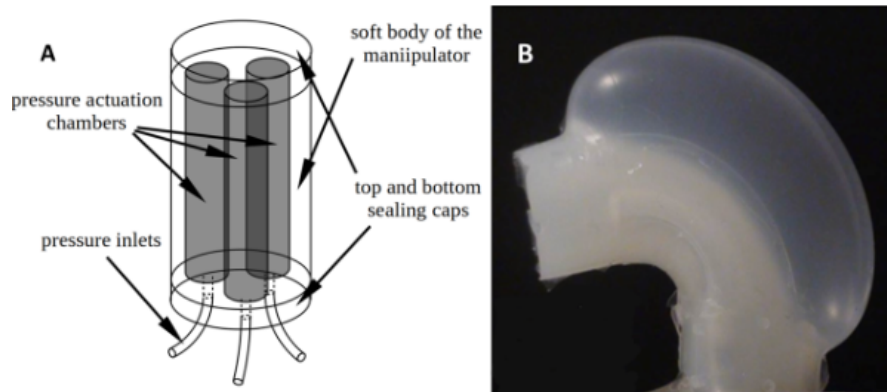 A
soft body of the
maniipulator
B
pressure actuation
chambers
top and bottom
sealing caps
pressure inlets